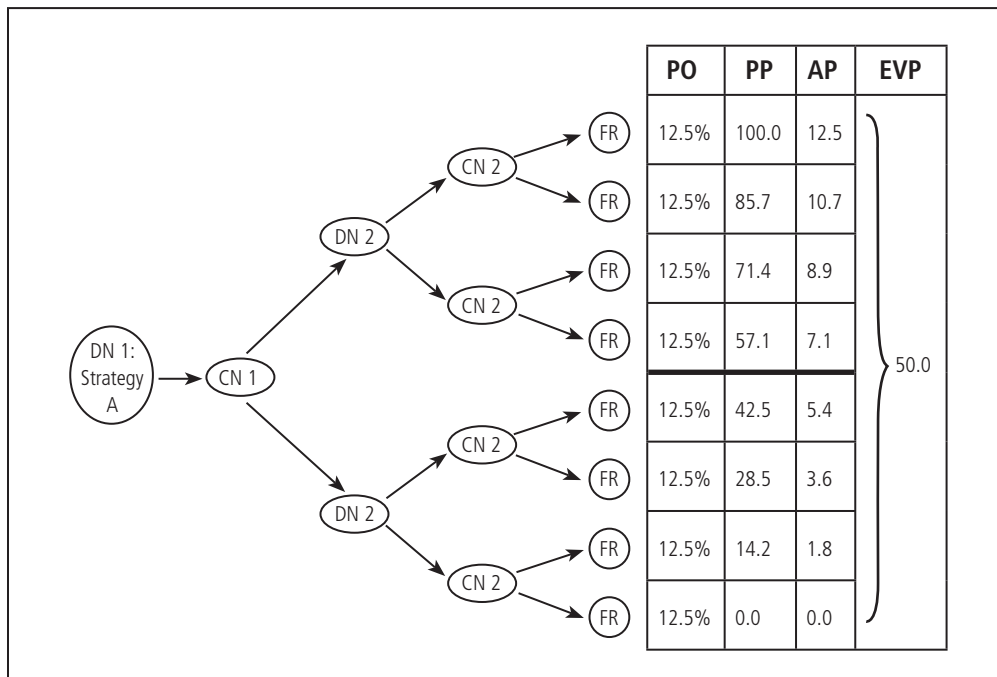 PO PP AP EVP
FR 12.5% 100.0 12.5
CN 2
FR 12.5% 85.7 10.7
DN 2
FR 12.5% 71.4 8.9
CN 2
FR 12.5% 57.1 7.1
DN 1:
Strategy
A
CN 1
50.0
FR 12.5% 42.5 5.4
CN 2
FR 12.5% 28.5 3.6
DN 2
FR 12.5% 14.2 1.8
CN 2
FR 12.5% 0.0 0.0